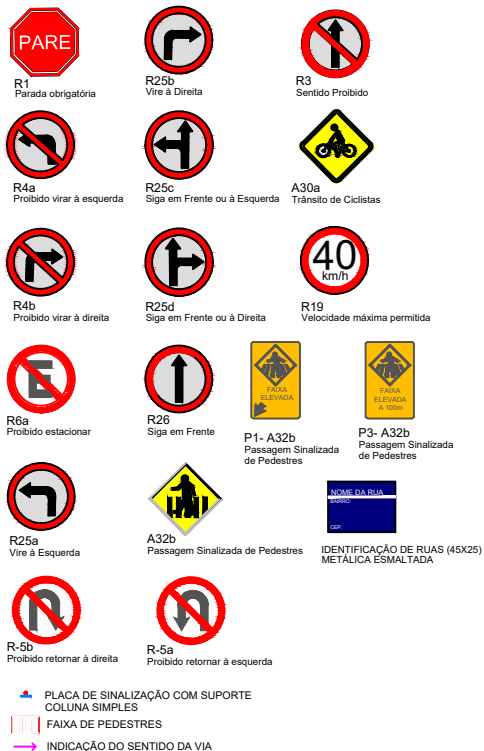 PARE
R1
Parada obrigatória
R25b
Vire à Direita
R3
Sentido Proibido
R4a
Proibido virar à esquerda
R25c
Siga em Frente ou à Esquerda
A30a
Trânsito de Ciclistas
R4b
Proibido virar à direita
R25d
Siga em Frente ou à Direita
40
km/h
R19
Velocidade máxima permitida
E
R6a
Proibido estacionar
R26
Siga em Frente
FAIXA
ELEVADA
P1- A32b
Passagem Sinalizada
de Pedestres
FAIXA
ELEVADA
A 100m
P3- A32b
Passagem Sinalizada
de Pedestres
R25a
Vire à Esquerda
A32b
Passagem Sinalizada de Pedestres
NOME DA RUA
BAIRRO:
CEP:
IDENTIFICAÇÃO DE RUAS (45X25)
METÁLICA ESMALTADA
R-5b
Proibido retornar à direita
R-5a
Proibido retornar à esquerda
PLACA DE SINALIZAÇÃO COM SUPORTE
COLUNA SIMPLES
FAIXA DE PEDESTRES
INDICAÇÃO DO SENTIDO DA VIA